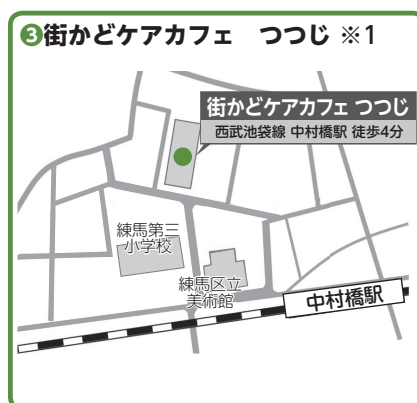 ❸街かどケアカフェ つつじ ※1
街かどケアカフェ つつじ
西武池袋線 中村橋駅 徒歩4分
練馬第三
小学校
練馬区立
美術館
中村橋駅